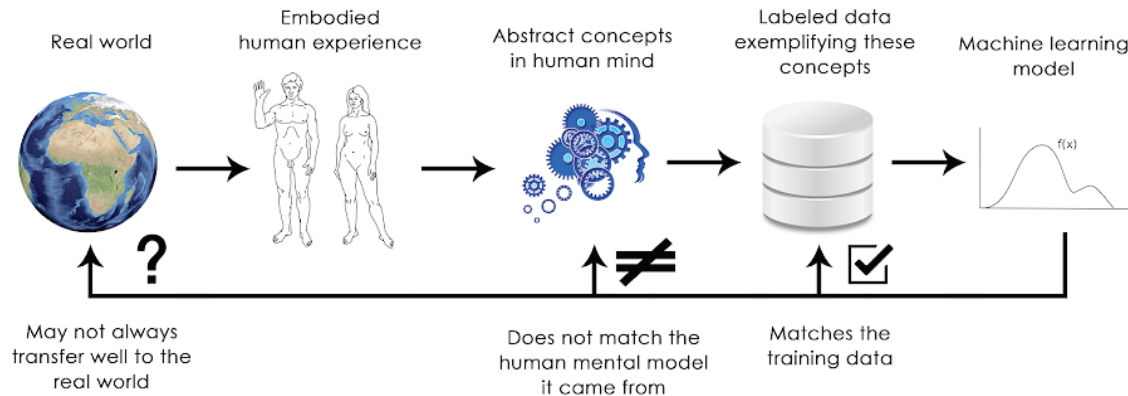 Real world
Embodied
human experience
Abstract concepts
in human mind
Labeled data
exemplifying these
concepts
Machine learning
model
f(x)
?
≠
May not always
transfer well to the
real world
Does not match the
human mental model
it came from
Matches the
training data